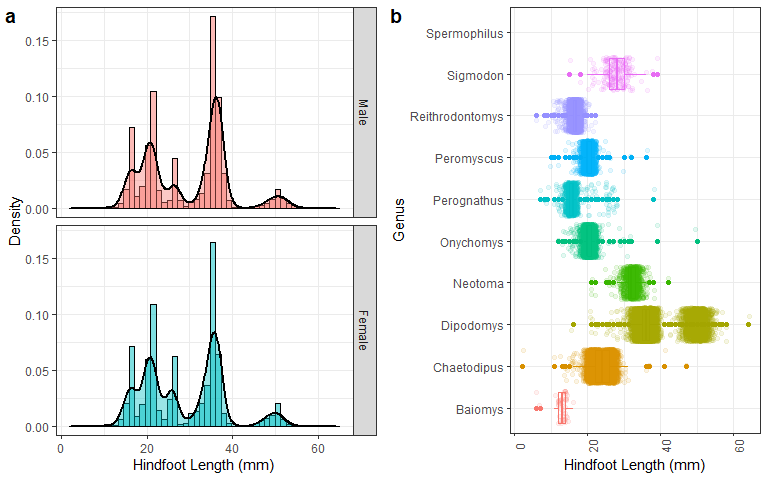 a
0.15
0.10
0.05
0.00
Male
Density
0.15
0.10
0.05
0.00
Female
0
20
40
60
Hindfoot Length (mm)
b
Genus
Spermophilus
Sigmodon
Reithrodontomys
Peromyscus
Perognathus
Onychomys
Neotoma
Dipodomys
Chaetodipus
Baiomys
0
20
40
60
Hindfoot Length (mm)